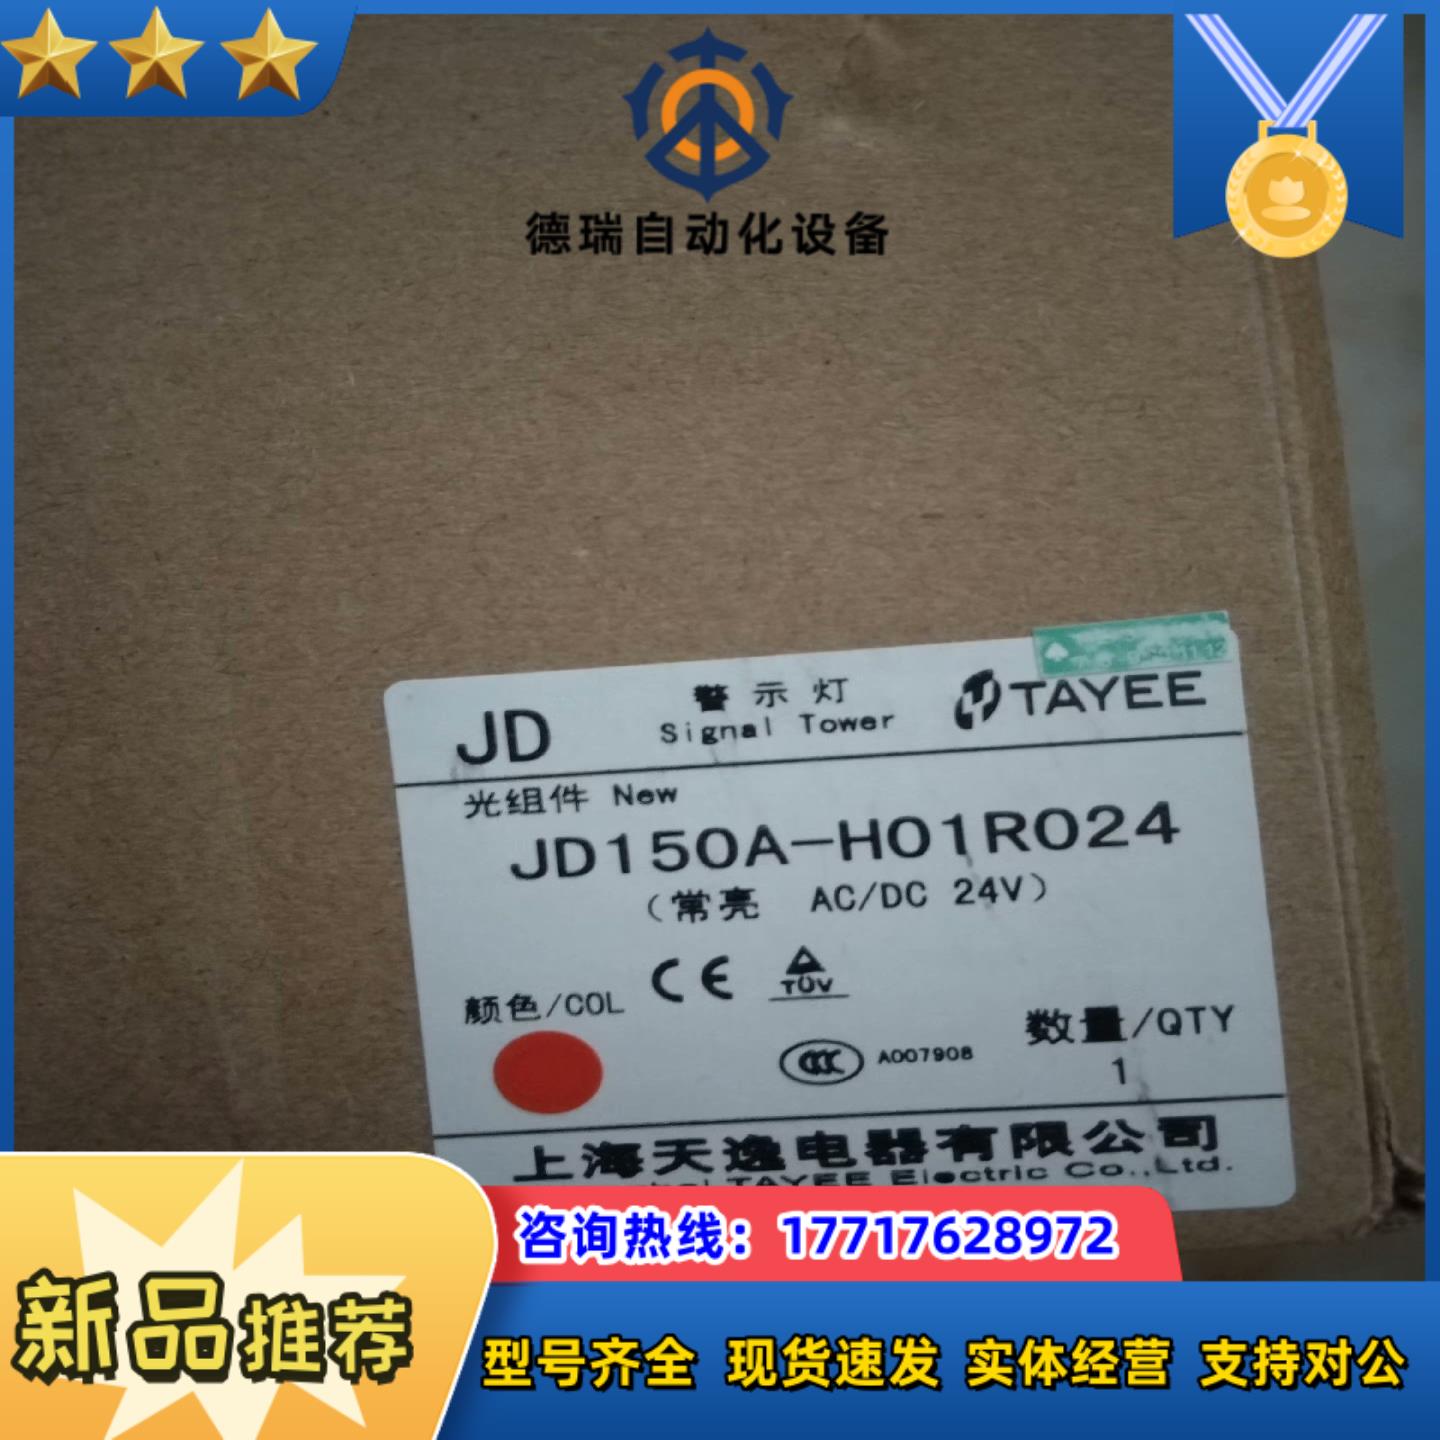 德瑞自动化设备
JD
警示灯
Signal Tower
TAYEE
光组件 New
JD150A-H01R024
（常亮 AC/DC 24V）
CE
TÜV
颜色/COL
CCC
A007908
数量/QTY
1
上海天逸电器有限公司
TAYEE Electric Co.,Ltd.
咨询热线：17717628972
新品推荐
型号齐全 现货速发 实体经营 支持对公